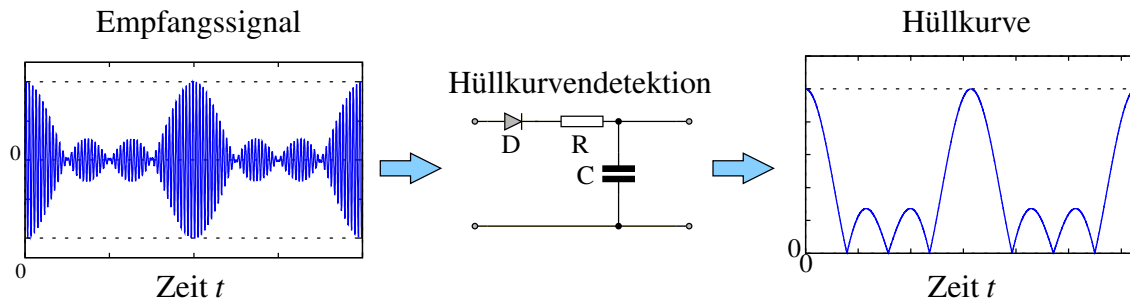 Empfangssignal
0
0
Zeit t
Hüllkurvendetektion
D
R
C
Hüllkurve
0
0
Zeit t